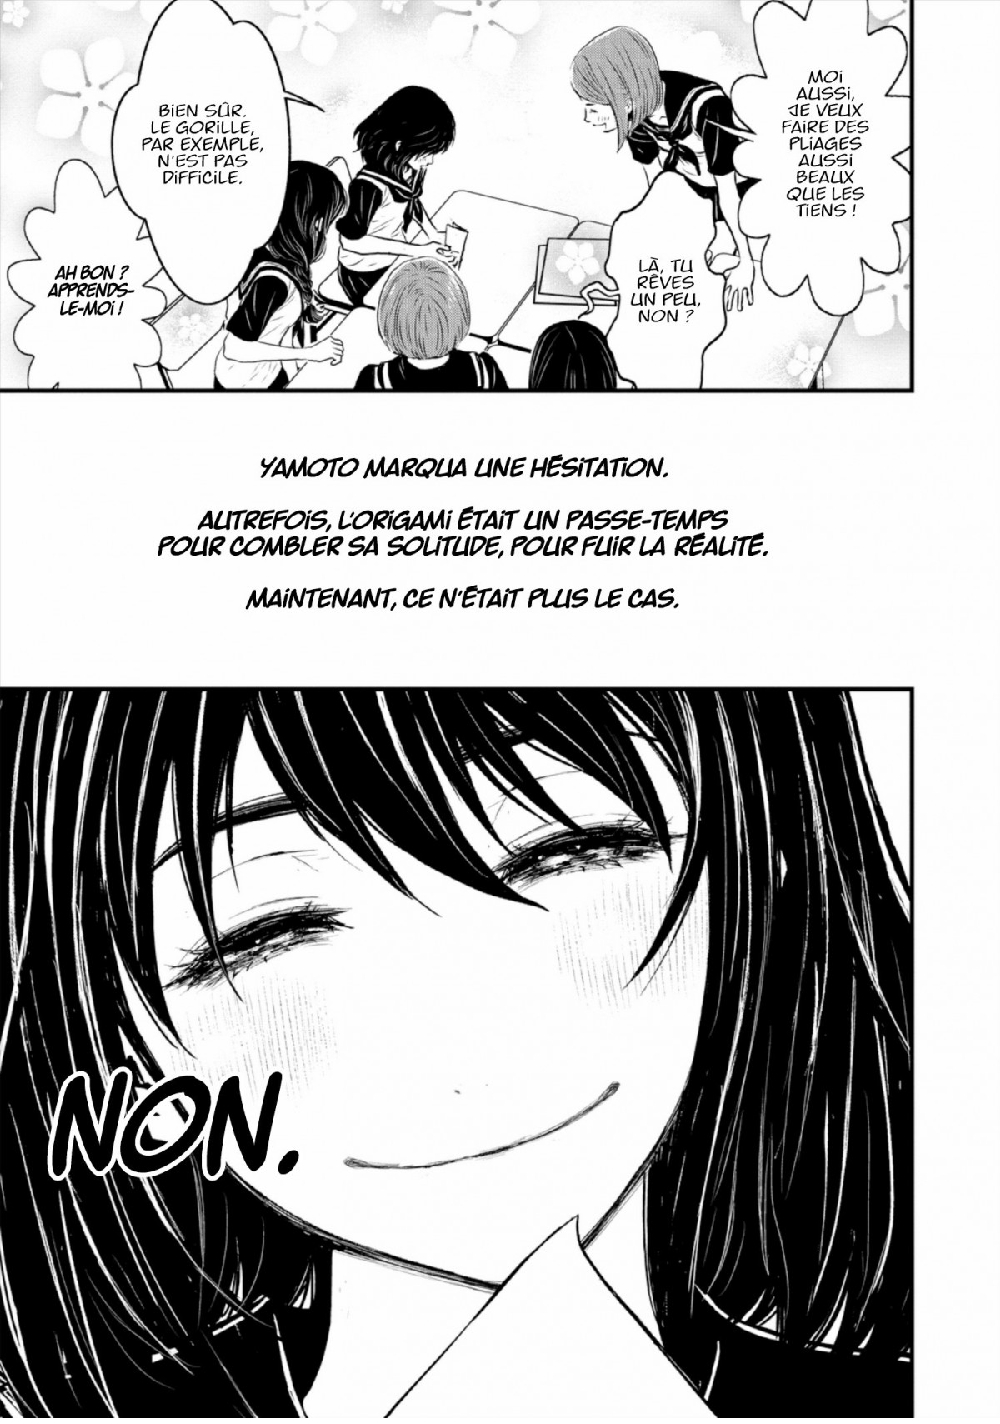 MOI
AUSSI,
JE VEUX
FAIRE DES
PLIAGES
AUSSI
BEAUX
QUE LES
TIENS !
LÀ, TU
RÊVES
UN PEU,
NON ?
BIEN SÛR.
LE GORILLE,
PAR EXEMPLE,
N'EST PAS
DIFFICILE.
AH BON ?
APPRENDS-
LE-MOI !
YAMOTO MARQUA UNE HÉSITATION.
AUTREFOIS, L'ORIGAMI ÉTAIT UN PASSE-TEMPS
POUR COMBLER SA SOLITUDE, POUR FUIR LA RÉALITÉ.
MAINTENANT, CE N'ÉTAIT PLUS LE CAS.
NON.